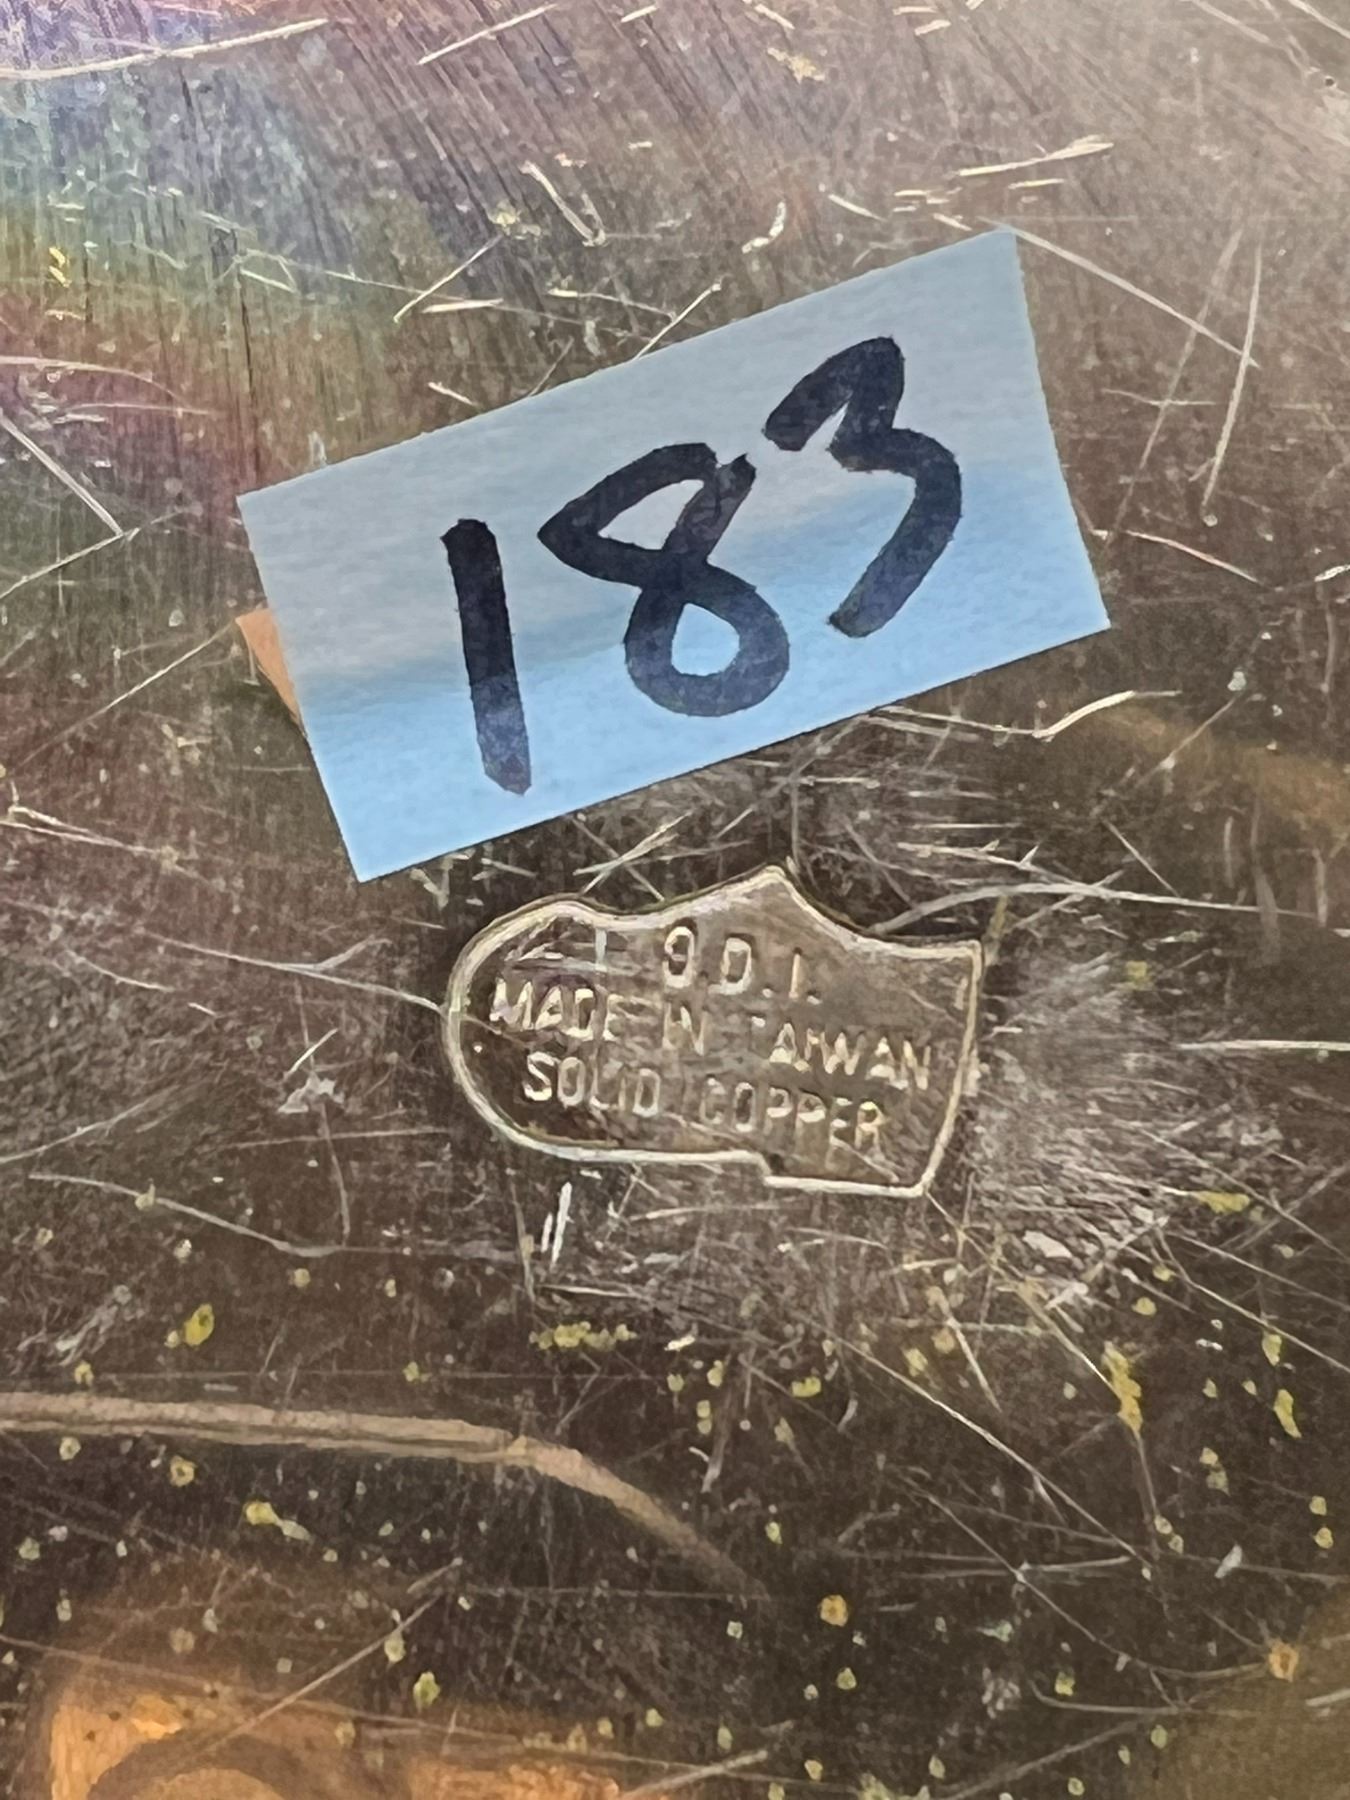 183
O.D.I.
MADE IN TAIWAN
SOLID COPPER